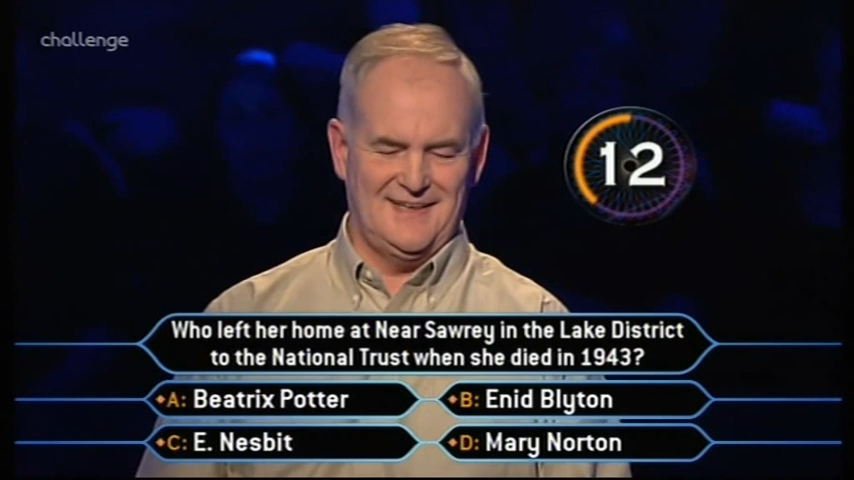 challenge
12
Who left her home at Near Sawrey in the Lake District
to the National Trust when she died in 1943?
A: Beatrix Potter
B: Enid Blyton
C: E. Nesbit
D: Mary Norton